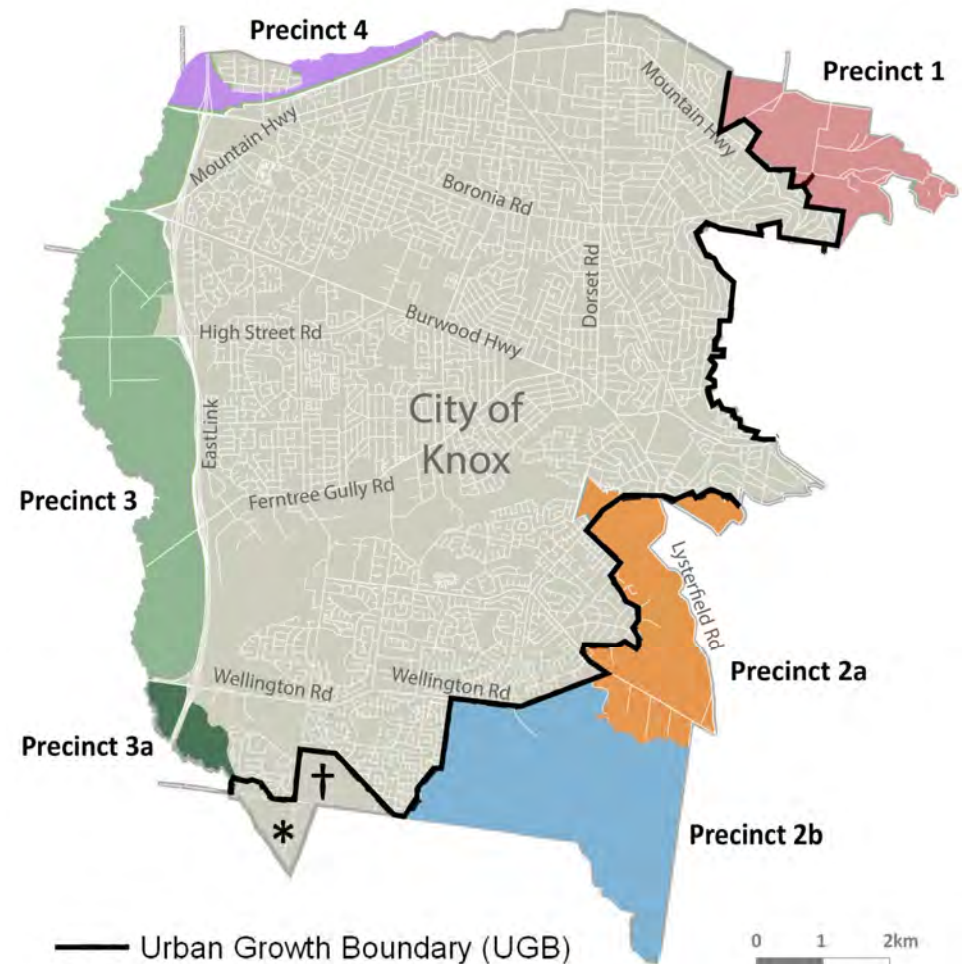 Precinct 4
Precinct 1
Mountain Hwy
Mountain Hwy
Boronia Rd
Dorset Rd
High Street Rd
Burwood Hwy
City of
Knox
EastLink
Ferntree Gully Rd
Precinct 3
Lysterfield Rd
Precinct 2a
Wellington Rd
Wellington Rd
Precinct 3a
†
*
Precinct 2b
Urban Growth Boundary (UGB)
0 1 2km